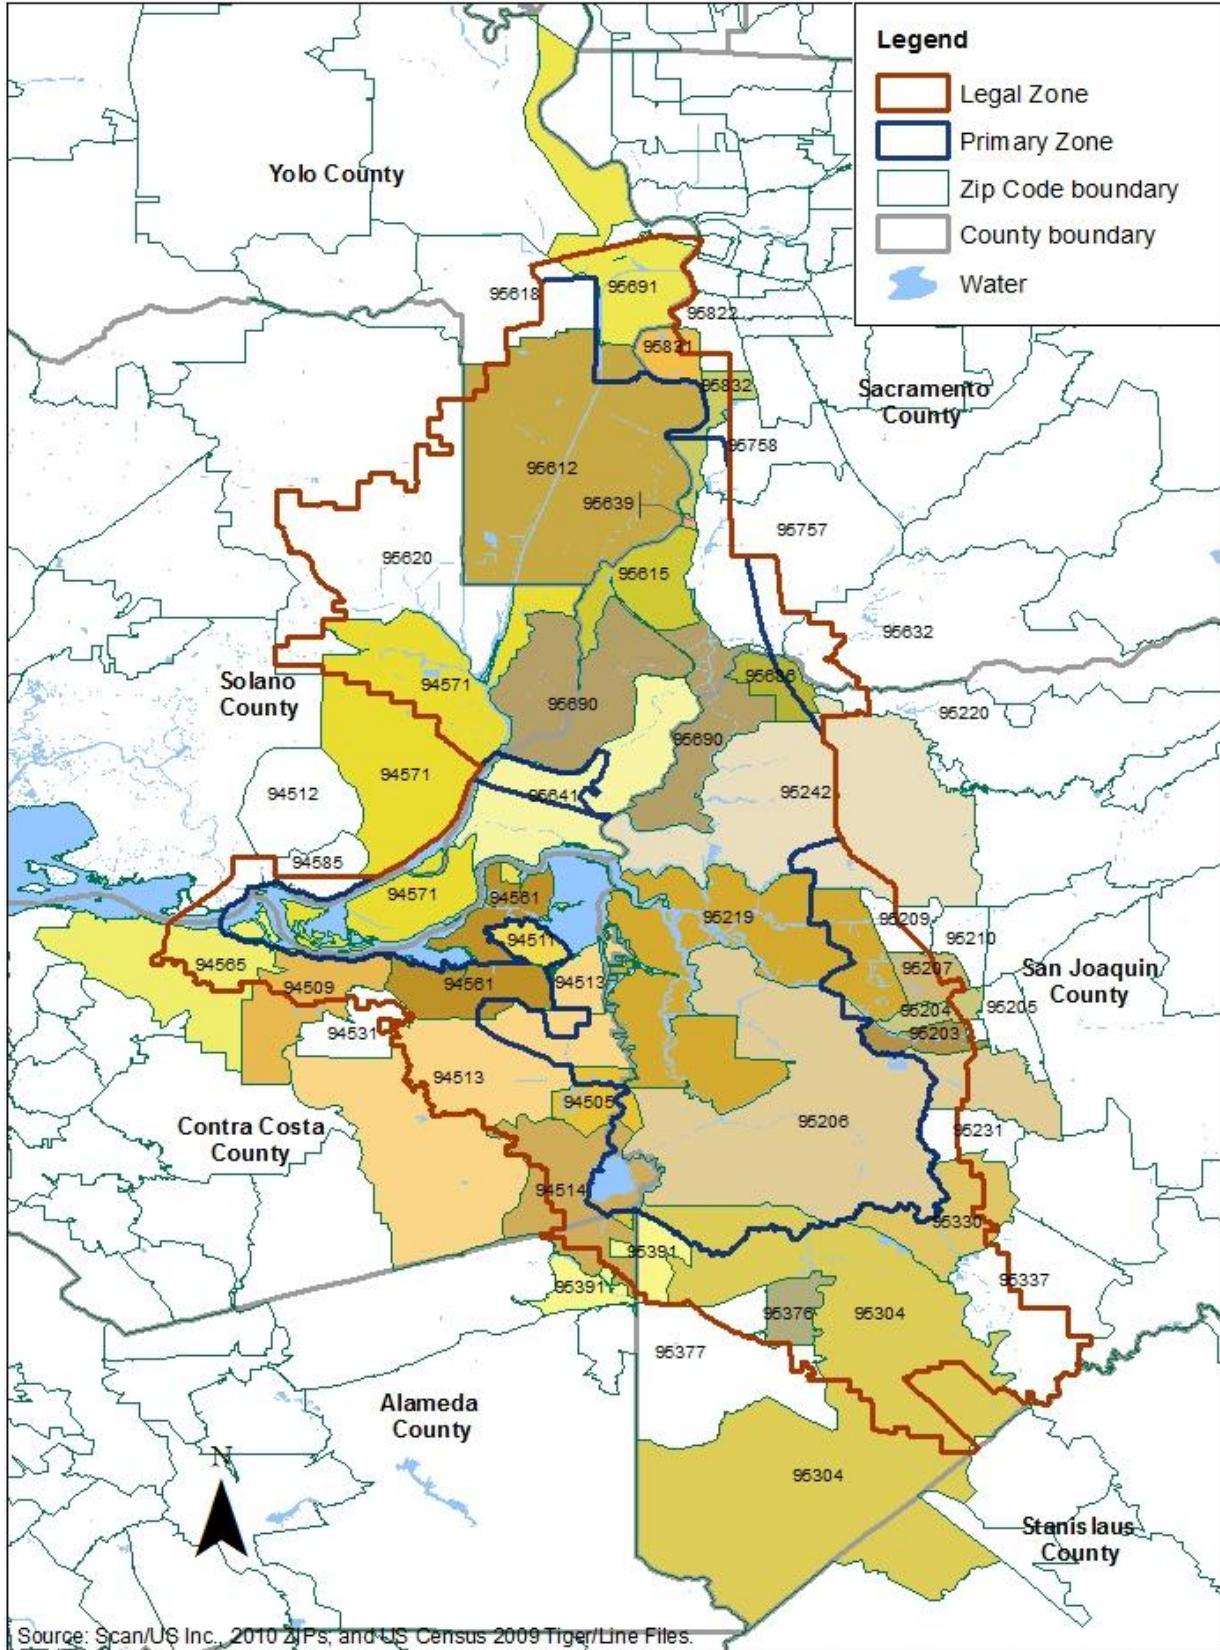 Legend
Legal Zone
Primary Zone
Zip Code boundary
County boundary
Water
Yolo County
95618
95691
95822
95831
95832
Sacramento
County
95758
95612
95639
95757
95620
95615
95632
Solano
County
94571
95686
95690
95220
95690
94571
94512
95641
95242
94585
94571
94561
95219
95209
94511
95210
94565
95207
San Joaquin
County
94509
94561
94513
95204
95205
94531
95203
94513
94505
95206
Contra Costa
County
95231
94514
95330
95391
95391
95337
95376
95304
95377
Alameda
County
N
95304
Stanislaus
County
Source: Scan/US Inc., 2010 ZIPs, and US Census 2009 Tiger/Line Files.